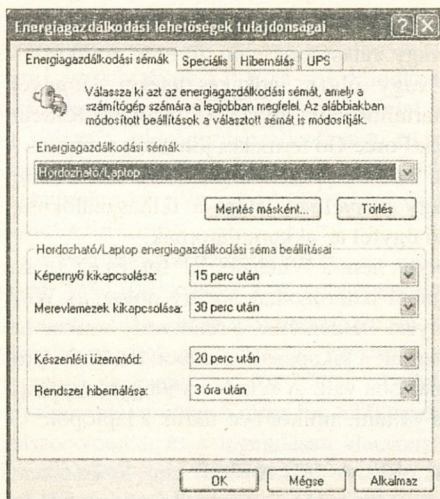 Energiagazdálkodási lehetőségek tulajdonságai
Energiagazdálkodási sémák Speciális Hibernálás UPS
Válassza ki azt az energiagazdálkodási sémát, amely a
számítógép számára a legjobban megfelel. Az alábbiakban
módosított beállítások a választott sémát is módosítják.
Energiagazdálkodási sémák
Hordozható/Laptop
Mentés másként... Törlés
Hordozható/Laptop energiagazdálkodási séma beállításai
Képernyő kikapcsolása: 15 perc után
Merevlemezek kikapcsolása: 30 perc után
Készenléti üzemmód: 20 perc után
Rendszer hibernálása: 3 óra után
OK Mégse Alkalmaz